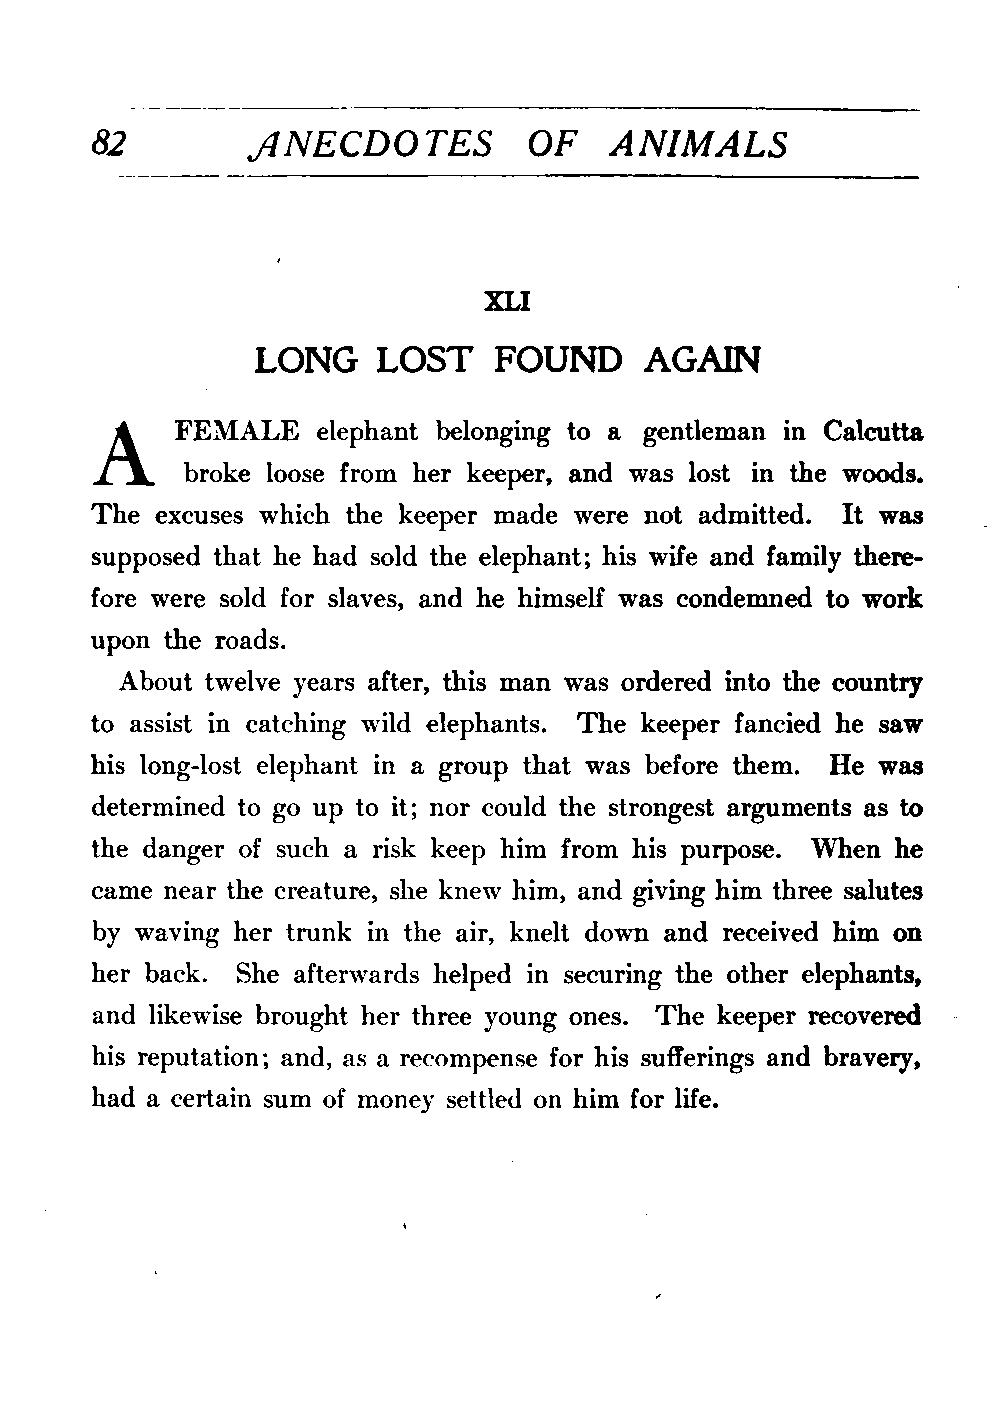 82 ANECDOTES OF ANIMALS
XLI
LONG LOST FOUND AGAIN
A FEMALE elephant belonging to a gentleman in Calcutta
broke loose from her keeper, and was lost in the woods.
The excuses which the keeper made were not admitted. It was
supposed that he had sold the elephant; his wife and family there-
fore were sold for slaves, and he himself was condemned to work
upon the roads.
About twelve years after, this man was ordered into the country
to assist in catching wild elephants. The keeper fancied he saw
his long-lost elephant in a group that was before them. He was
determined to go up to it; nor could the strongest arguments as to
the danger of such a risk keep him from his purpose. When he
came near the creature, she knew him, and giving him three salutes
by waving her trunk in the air, knelt down and received him on
her back. She afterwards helped in securing the other elephants,
and likewise brought her three young ones. The keeper recovered
his reputation; and, as a recompense for his sufferings and bravery,
had a certain sum of money settled on him for life.